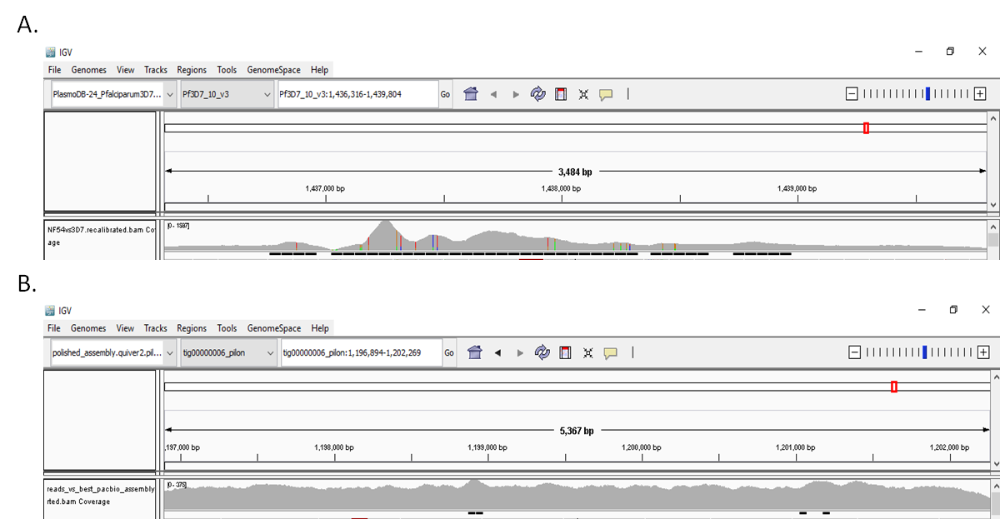 A.
IGV
File Genomes View Tracks Regions Tools GenomeSpace Help
PlasmoDB-24_Pfalciparum3D7... Pf3D7_10_v3 Pf3D7_10_v3:1,436,316-1,439,804 Go
3,484 bp
1,437,000 bp 1,438,000 bp 1,439,000 bp
NF54vs3D7.recalibrated.bam Co [0 - 1597]
age
B.
IGV
File Genomes View Tracks Regions Tools GenomeSpace Help
polished_assembly.quiver2.pil... tig00000006_pilon tig00000006_pilon:1,196,894-1,202,269 Go
5,367 bp
,197,000 bp 1,198,000 bp 1,199,000 bp 1,200,000 bp 1,201,000 bp 1,202,000 bp
reads_vs_best_pacbio_assembly [0 - 375]
rted.bam Coverage